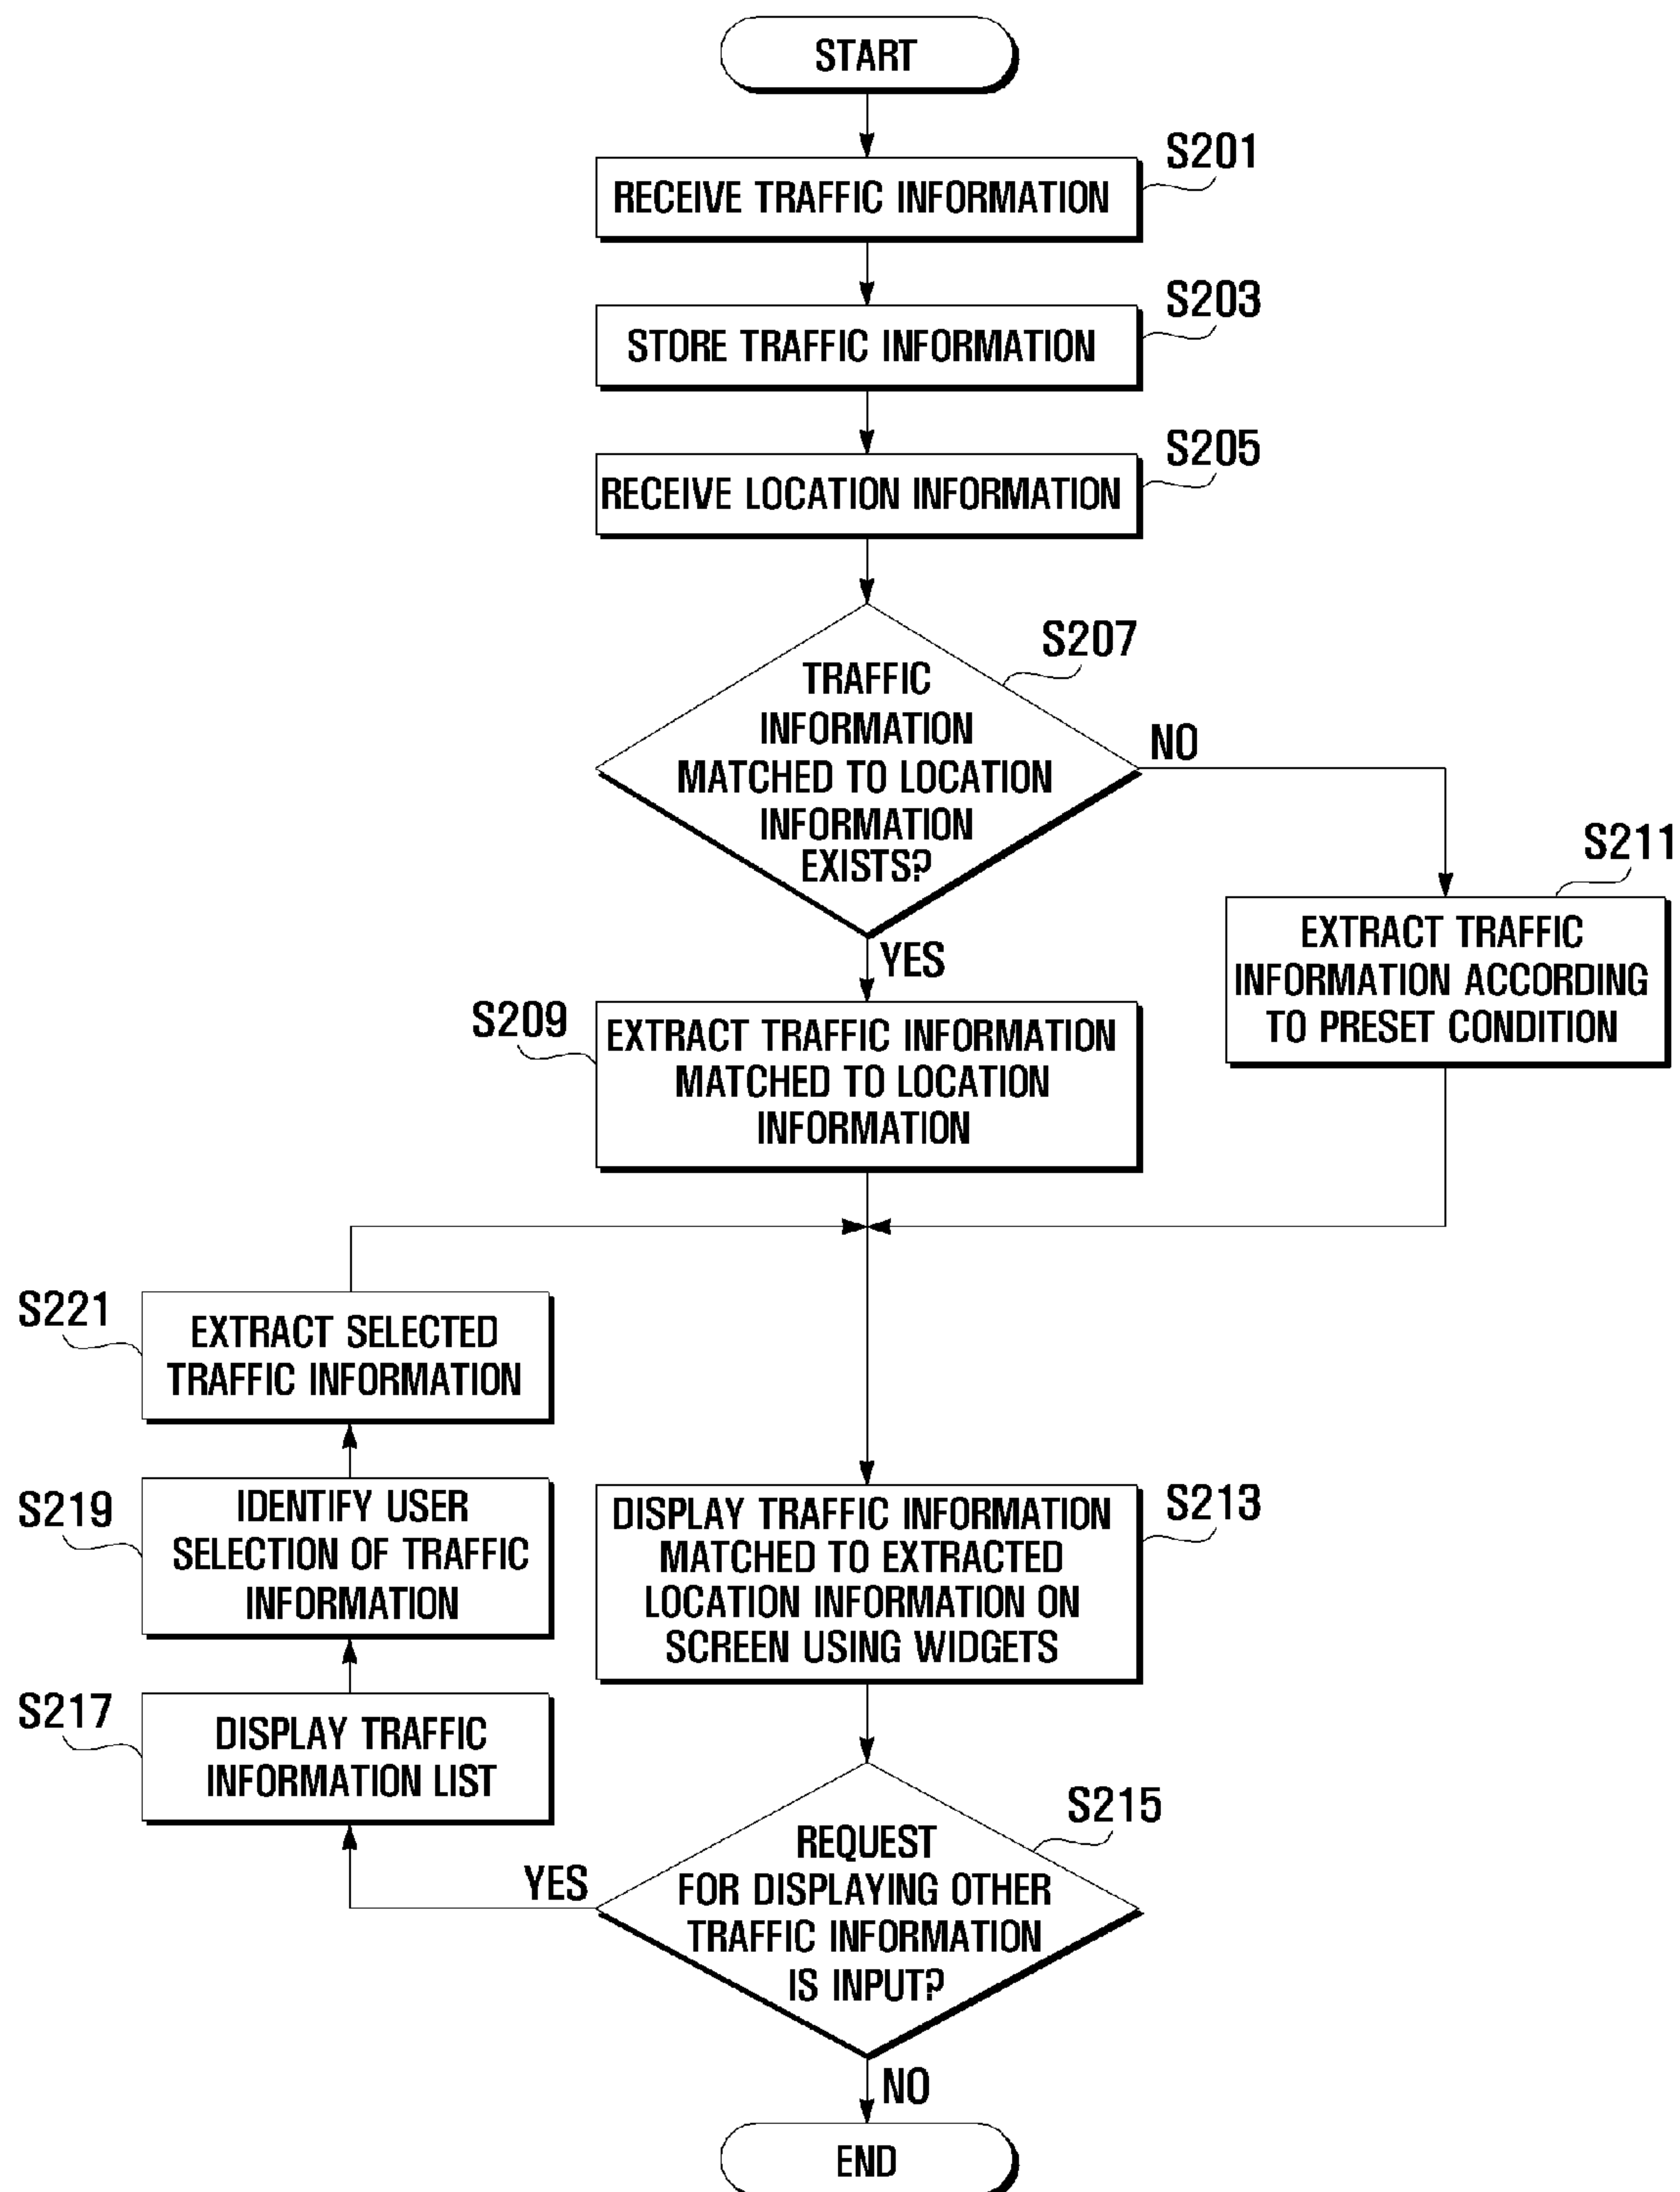 START
S201
RECEIVE TRAFFIC INFORMATION
S203
STORE TRAFFIC INFORMATION
S205
RECEIVE LOCATION INFORMATION
S207
TRAFFIC
INFORMATION
MATCHED TO LOCATION
INFORMATION
EXISTS?
NO
YES
S211
EXTRACT TRAFFIC
INFORMATION ACCORDING
TO PRESET CONDITION
S209
EXTRACT TRAFFIC INFORMATION
MATCHED TO LOCATION
INFORMATION
S221
EXTRACT SELECTED
TRAFFIC INFORMATION
S219
IDENTIFY USER
SELECTION OF TRAFFIC
INFORMATION
S213
DISPLAY TRAFFIC INFORMATION
MATCHED TO EXTRACTED
LOCATION INFORMATION ON
SCREEN USING WIDGETS
S217
DISPLAY TRAFFIC
INFORMATION LIST
S215
REQUEST
FOR DISPLAYING OTHER
TRAFFIC INFORMATION
IS INPUT?
YES
NO
END